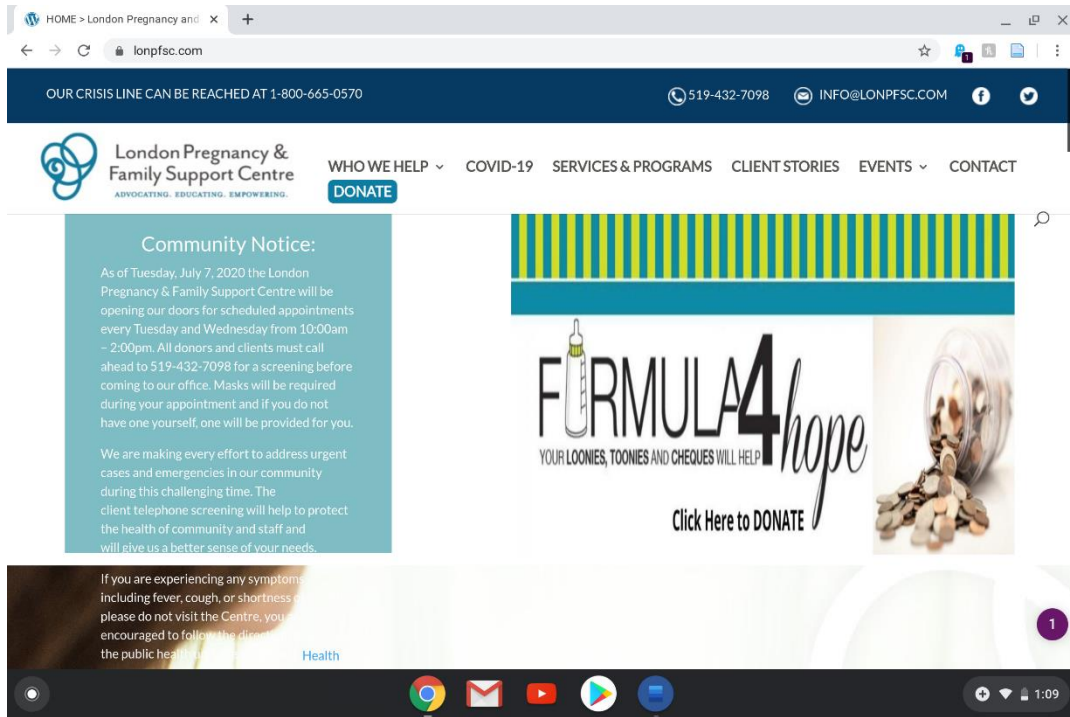 HOME > London Pregnancy and
lonpfsc.com
1
OUR CRISIS LINE CAN BE REACHED AT 1-800-665-0570
519-432-7098
INFO@LONPFSC.COM
London Pregnancy &
Family Support Centre
ADVOCATING. EDUCATING. EMPOWERING.
WHO WE HELP
COVID-19
SERVICES & PROGRAMS
CLIENT STORIES
EVENTS
CONTACT
DONATE
Community Notice:
As of Tuesday, July 7, 2020 the London
Pregnancy & Family Support Centre will be
opening our doors for scheduled appointments
every Tuesday and Wednesday from 10:00am
– 2:00pm. All donors and clients must call
ahead to 519-432-7098 for a screening before
coming to our office. Masks will be required
during your appointment and if you do not
have one yourself, one will be provided for you.
We are making every effort to address urgent
cases and emergencies in our community
during this challenging time. The
client telephone screening will help to protect
the health of community and staff and
will give us a better sense of your needs.
If you are experiencing any symptoms
including fever, cough, or shortness
please do not visit the Centre, you
encouraged to follow the
the public health
Health
FORMULA4hope
YOUR LOONIES, TOONIES AND CHEQUES WILL HELP
Click Here to DONATE
1
1:09